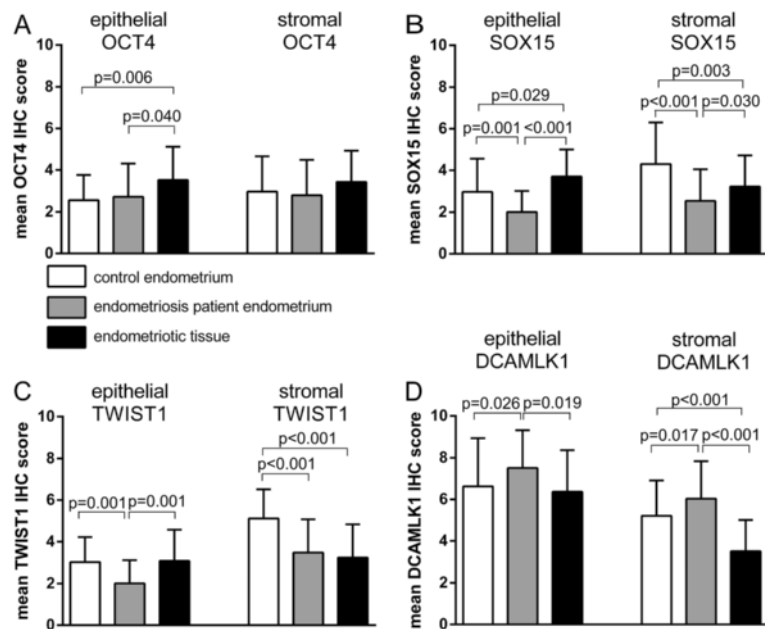 A
epithelial
OCT4
stromal
OCT4
mean OCT4 IHC score
10
8
6
4
2
0
p=0.006
p=0.040
B
epithelial
SOX15
stromal
SOX15
mean SOX15 IHC score
10
8
6
4
2
0
p=0.029
p=0.001
<0.001
p=0.003
p<0.001
p=0.030
control endometrium
endometriosis patient endometrium
endometriotic tissue
C
epithelial
TWIST1
stromal
TWIST1
mean TWIST1 IHC score
10
8
6
4
2
0
p=0.001
p=0.001
p<0.001
p<0.001
D
epithelial
DCAMLK1
stromal
DCAMLK1
mean DCAMLK1 IHC score
10
8
6
4
2
0
p=0.026
p=0.019
p<0.001
p=0.017
p<0.001